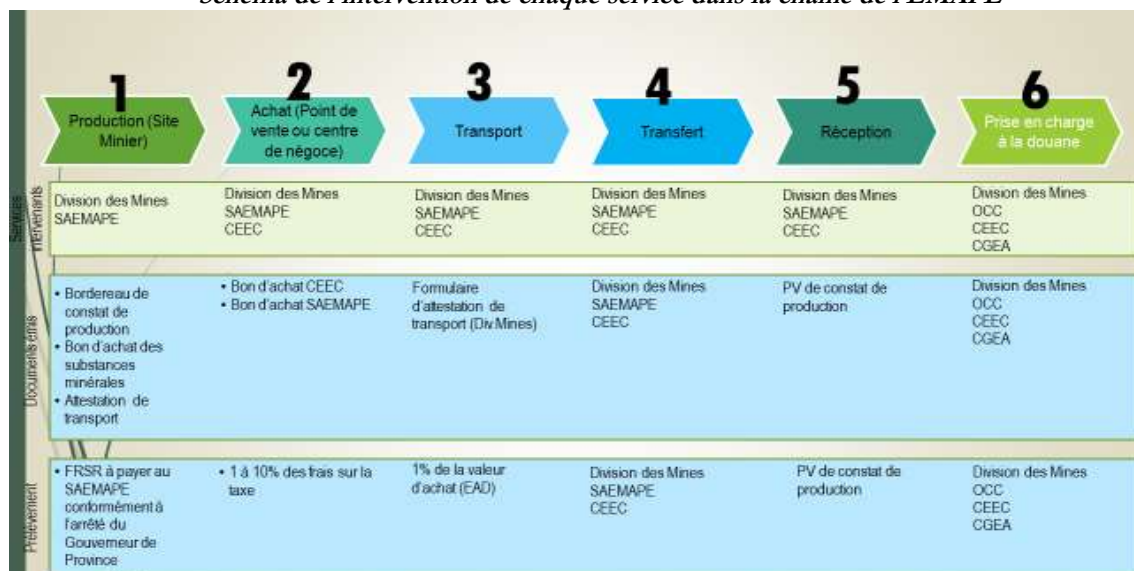 Schéma de l'intervention de chaque service dans la chaîne de l'EMAPE
1
Production (Site
Minier)
2
Achat (Point de
vente ou centre
de négoce)
3
Transport
4
Transfert
5
Réception
6
Prise en charge
à la douane
Services
intervenants
Division des Mines
SAEMAPE
Division des Mines
SAEMAPE
CEEC
Division des Mines
SAEMAPE
CEEC
Division des Mines
SAEMAPE
CEEC
Division des Mines
SAEMAPE
CEEC
Division des Mines
OCC
CEEC
CGEA
Documents émis
• Bordereau de
constat de
production
• Bon d'achat des
substances
minérales
• Attestation de
transport
• Bon d'achat CEEC
• Bon d'achat SAEMAPE
Formulaire
d'attestation de
transport (Div.Mines)
Division des Mines
SAEMAPE
CEEC
PV de constat de
production
Division des Mines
OCC
CEEC
CGEA
Prélèvement
• FRSR à payer au
SAEMAPE
conformément à
l'arrêté du
Gouverneur de
Province
• 1 à 10% des frais sur la
taxe
1% de la valeur
d'achat (EAD)
Division des Mines
SAEMAPE
CEEC
PV de constat de
production
Division des Mines
OCC
CEEC
CGEA